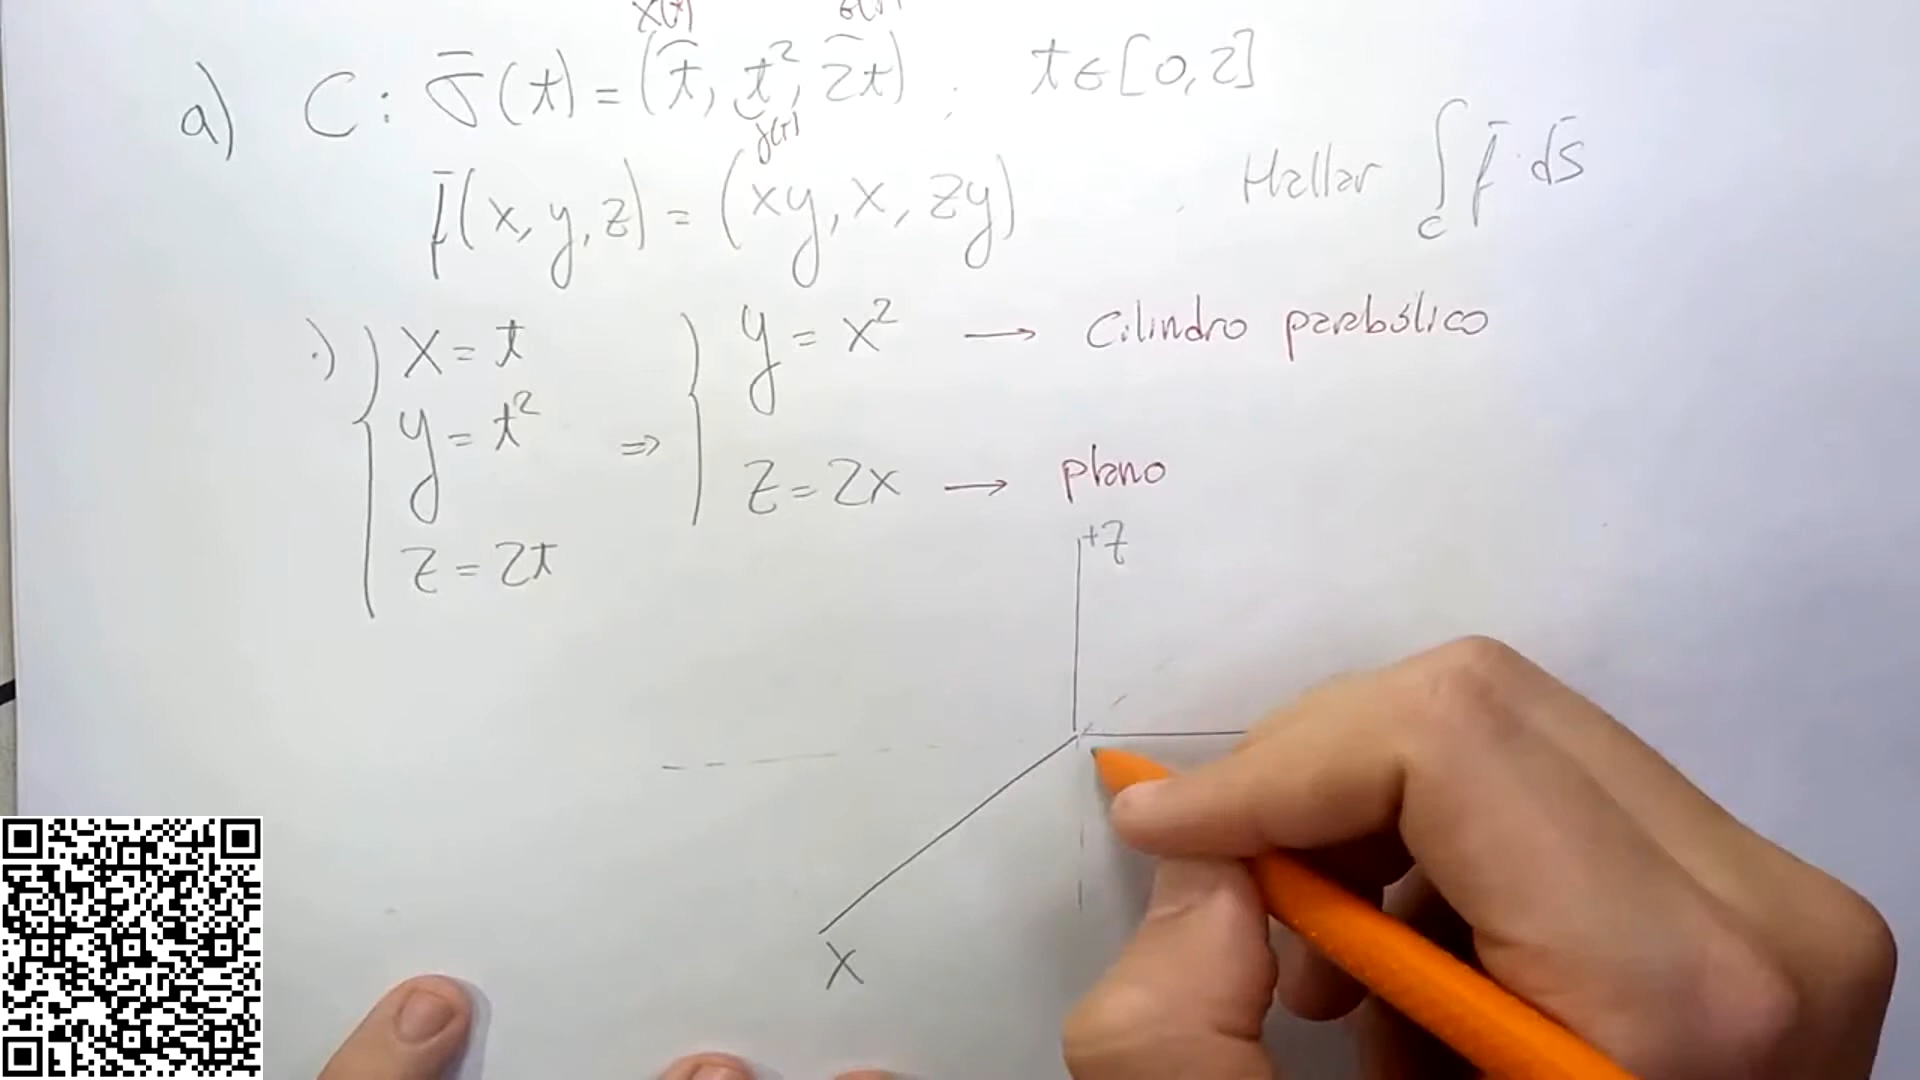 x(t) z(t)
a) C: σ̄(t) = (t, t², 2t) , t∈[0,2]
y(t)
f̄(x, y, z) = (xy, x, zy) Hallar ∫_C f̄ · ds̄
·) { x = t
y = t²
z = 2t
⇒ { y = x² → Cilindro parabólico
z = 2x → plano
+z
x